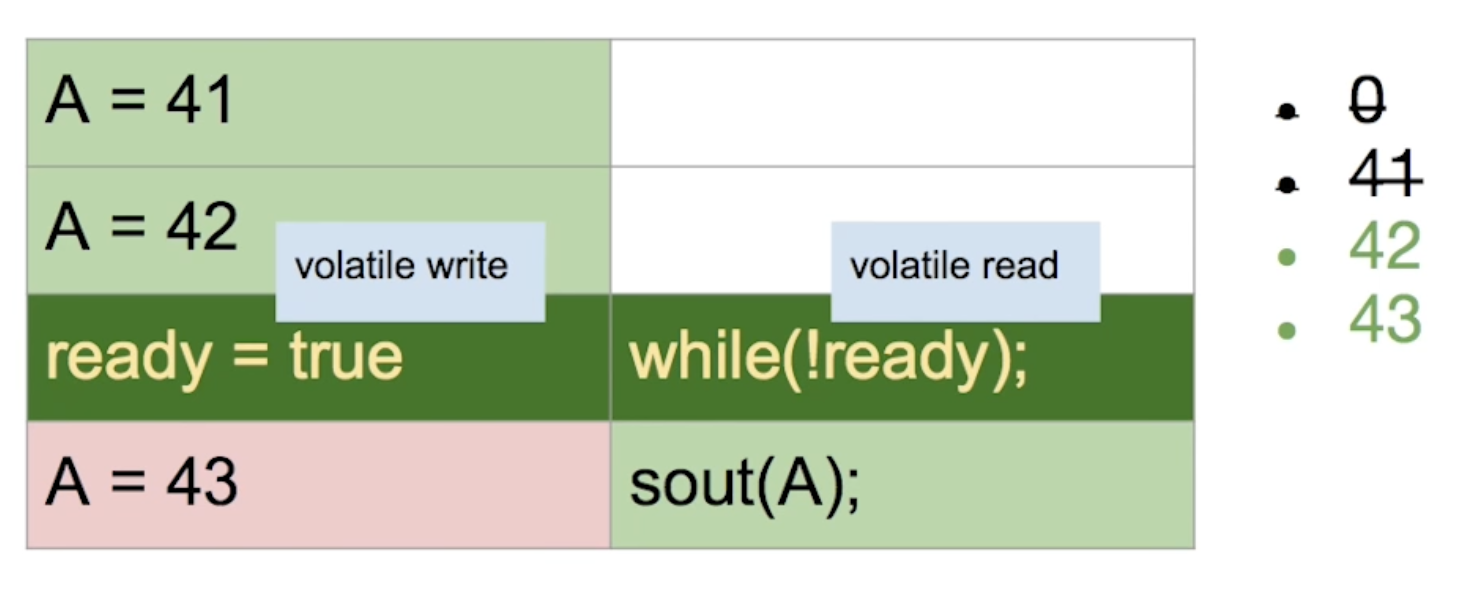 A = 41
A = 42
volatile write
volatile read
ready = true
while(!ready);
A = 43
sout(A);
• 0
• 41
• 42
• 43